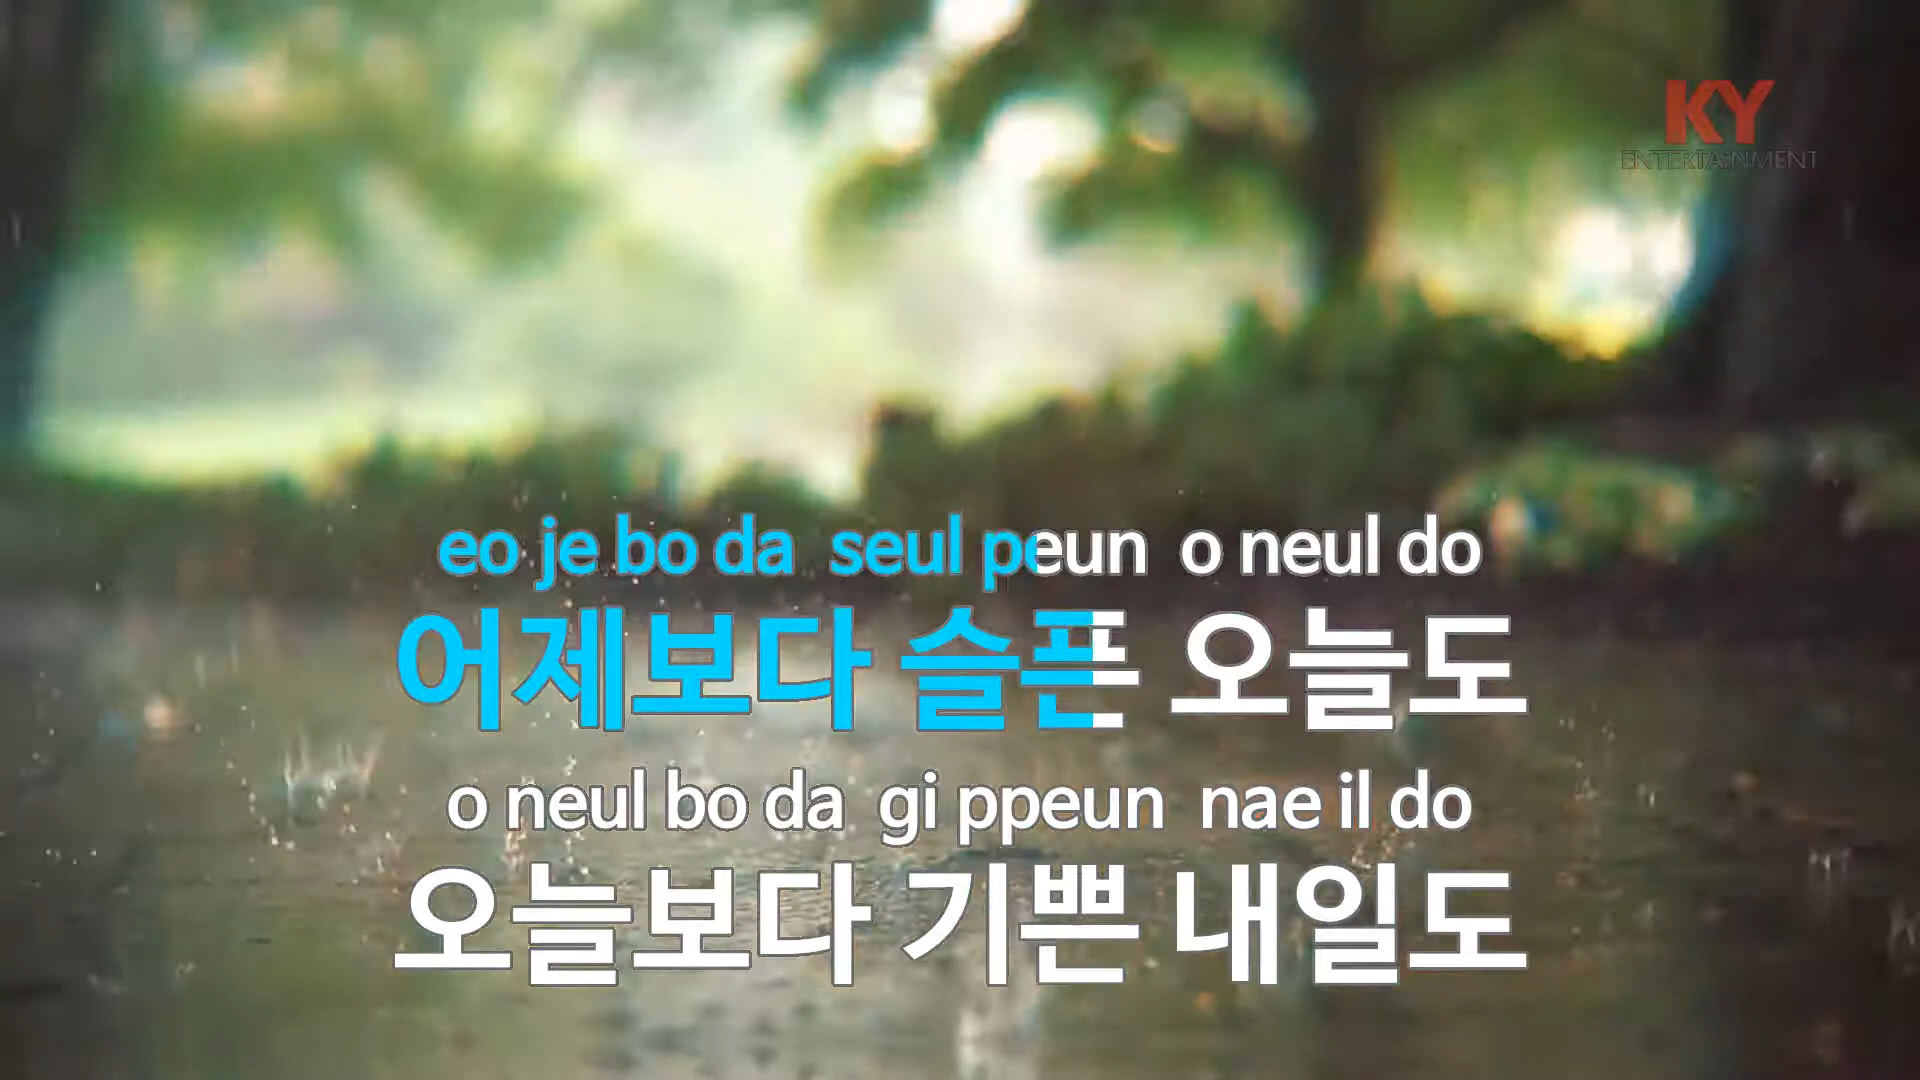 KY
ENTERTAINMENT
eo je bo da seul peun o neul do
어제보다 슬픈 오늘도
o neul bo da gi ppeun nae il do
오늘보다 기쁜 내일도